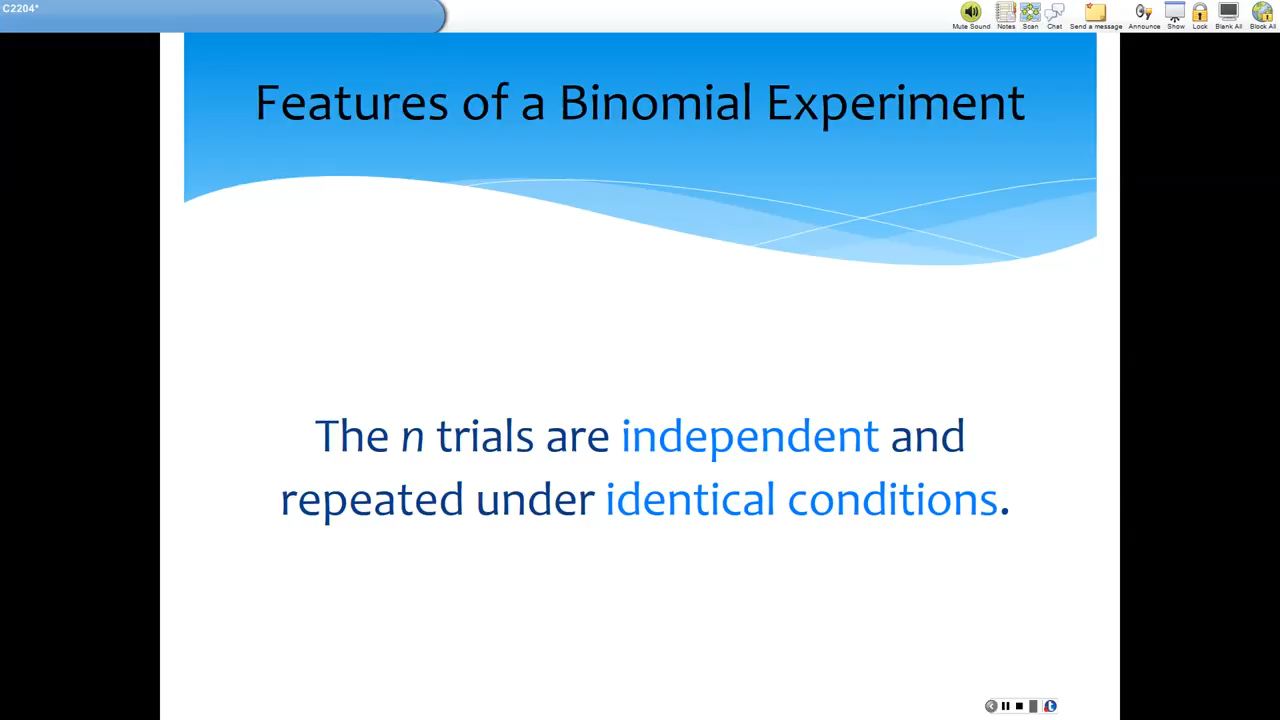 C2204*
Mute Sound Notes Scan Chat Send a message Announce Show Lock Blank All Block All
Features of a Binomial Experiment
The n trials are independent and
repeated under identical conditions.